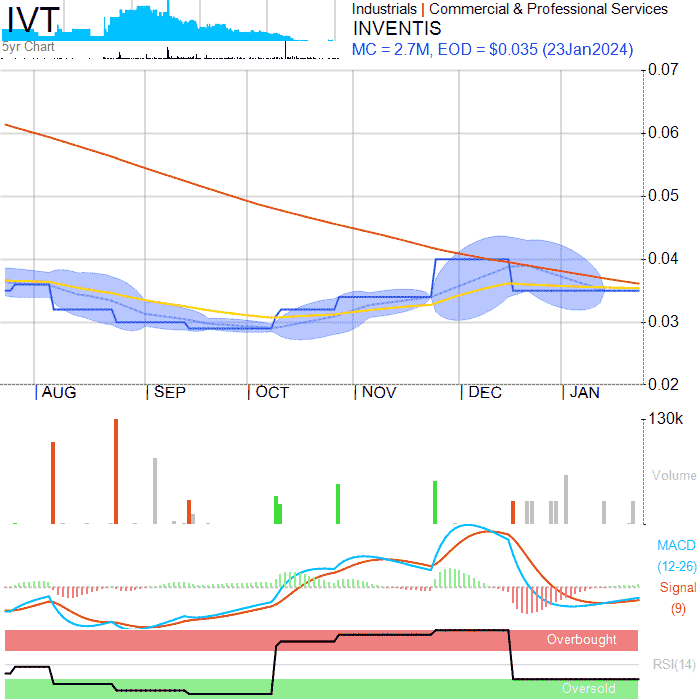 IVT
5yr Chart
Industrials | Commercial & Professional Services
INVENTIS
MC = 2.7M, EOD = $0.035 (23Jan2024)
0.07
0.06
0.05
0.04
0.03
0.02
AUG SEP OCT NOV DEC JAN
130k
Volume
MACD
(12-26)
Signal
(9)
Overbought
RSI(14)
Oversold